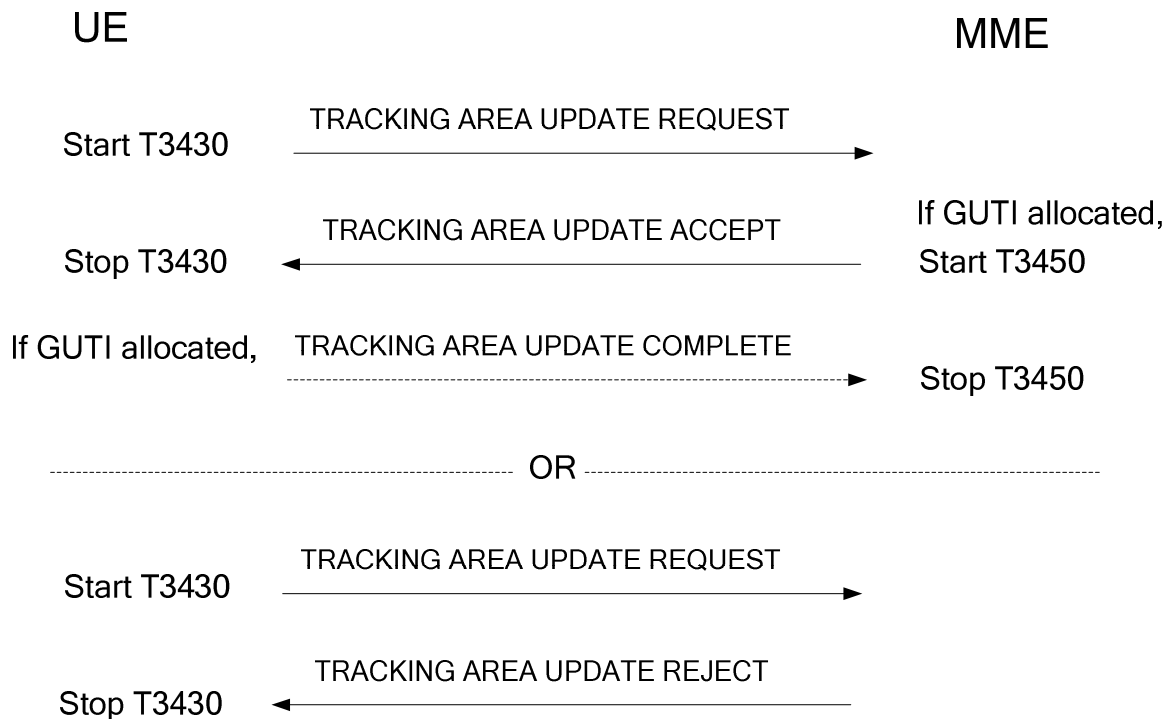 UE
MME
TRACKING AREA UPDATE REQUEST
Start T3430
If GUTI allocated,
TRACKING AREA UPDATE ACCEPT
Stop T3430
Start T3450
If GUTI allocated,
TRACKING AREA UPDATE COMPLETE
Stop T3450
OR
TRACKING AREA UPDATE REQUEST
Start T3430
TRACKING AREA UPDATE REJECT
Stop T3430